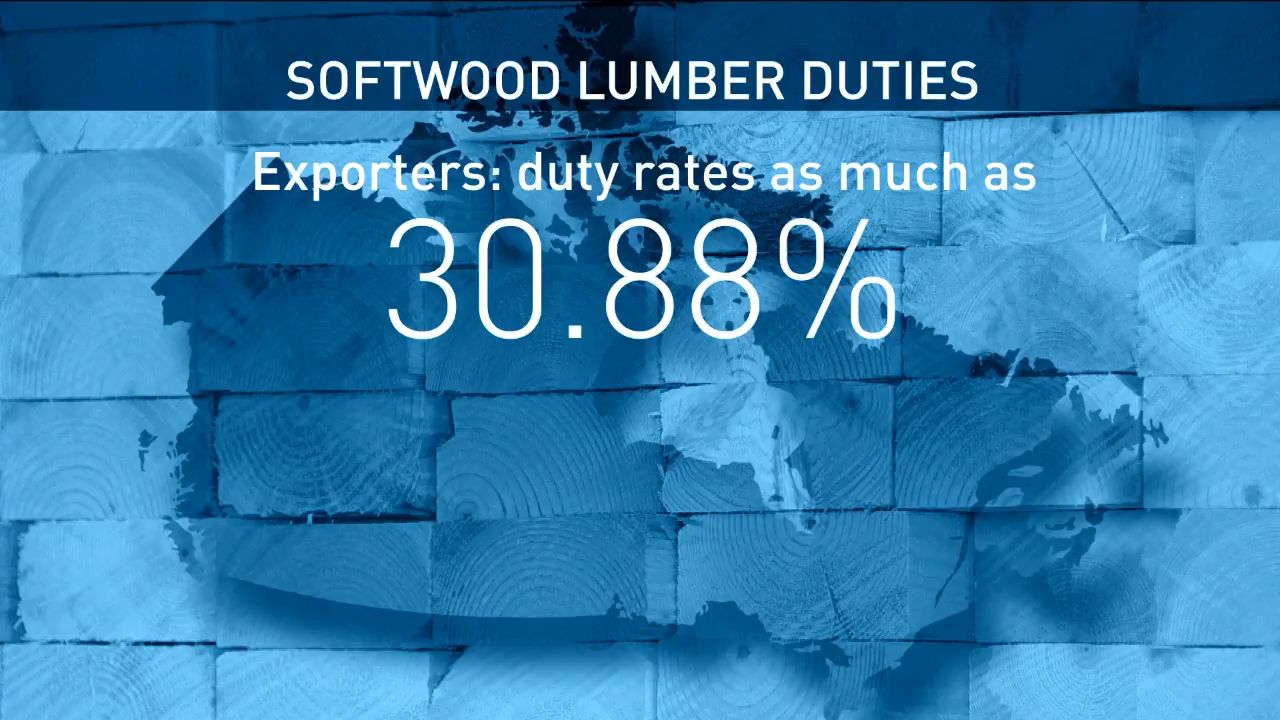 SOFTWOOD LUMBER DUTIES
Exporters: duty rates as much as
30.88%